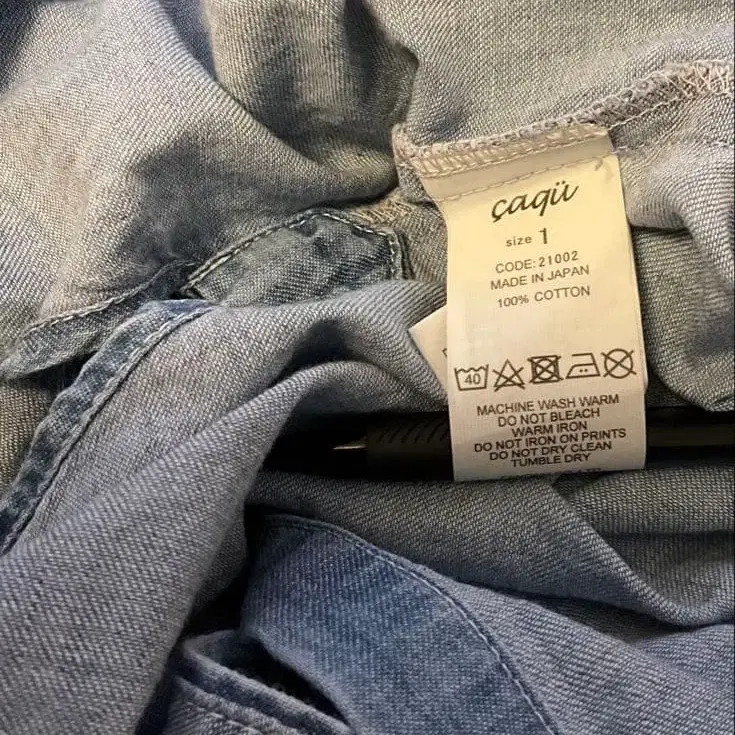 çaqü
size 1
CODE: 21002
MADE IN JAPAN
100% COTTON
40
MACHINE WASH WARM
DO NOT BLEACH
WARM IRON
DO NOT IRON ON PRINTS
DO NOT DRY CLEAN
TUMBLE DRY